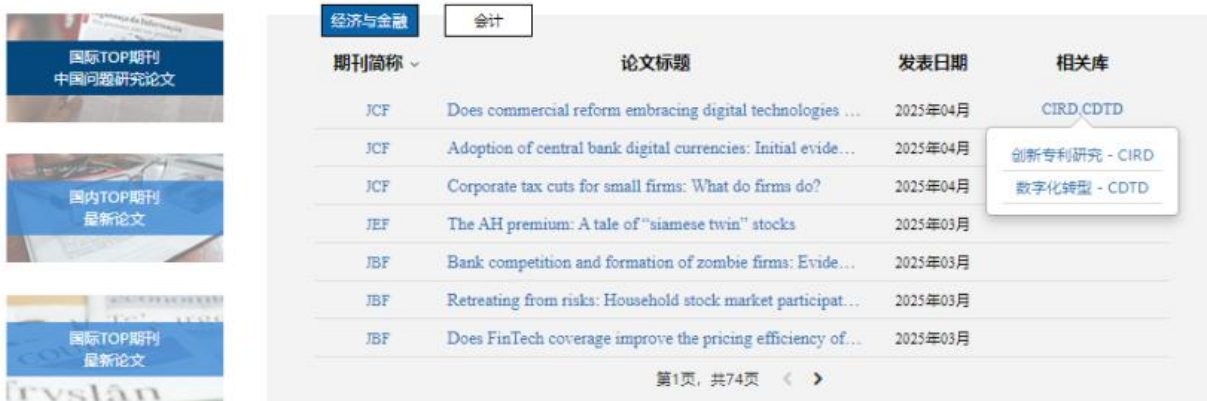 国际TOP期刊
中国问题研究论文
国内TOP期刊
最新论文
国际TOP期刊
最新论文
经济与金融 会计
期刊简称 论文标题 发表日期 相关库
JCF Does commercial reform embracing digital technologies … 2025年04月 CIRD,CDTD
JCF Adoption of central bank digital currencies: Initial evide… 2025年04月
创新专利研究 - CIRD
JCF Corporate tax cuts for small firms: What do firms do? 2025年04月
数字化转型 - CDTD
JEF The AH premium: A tale of “siamese twin” stocks 2025年03月
JBF Bank competition and formation of zombie firms: Evide… 2025年03月
JBF Retreating from risks: Household stock market participat… 2025年03月
JBF Does FinTech coverage improve the pricing efficiency of… 2025年03月
第1页, 共74页